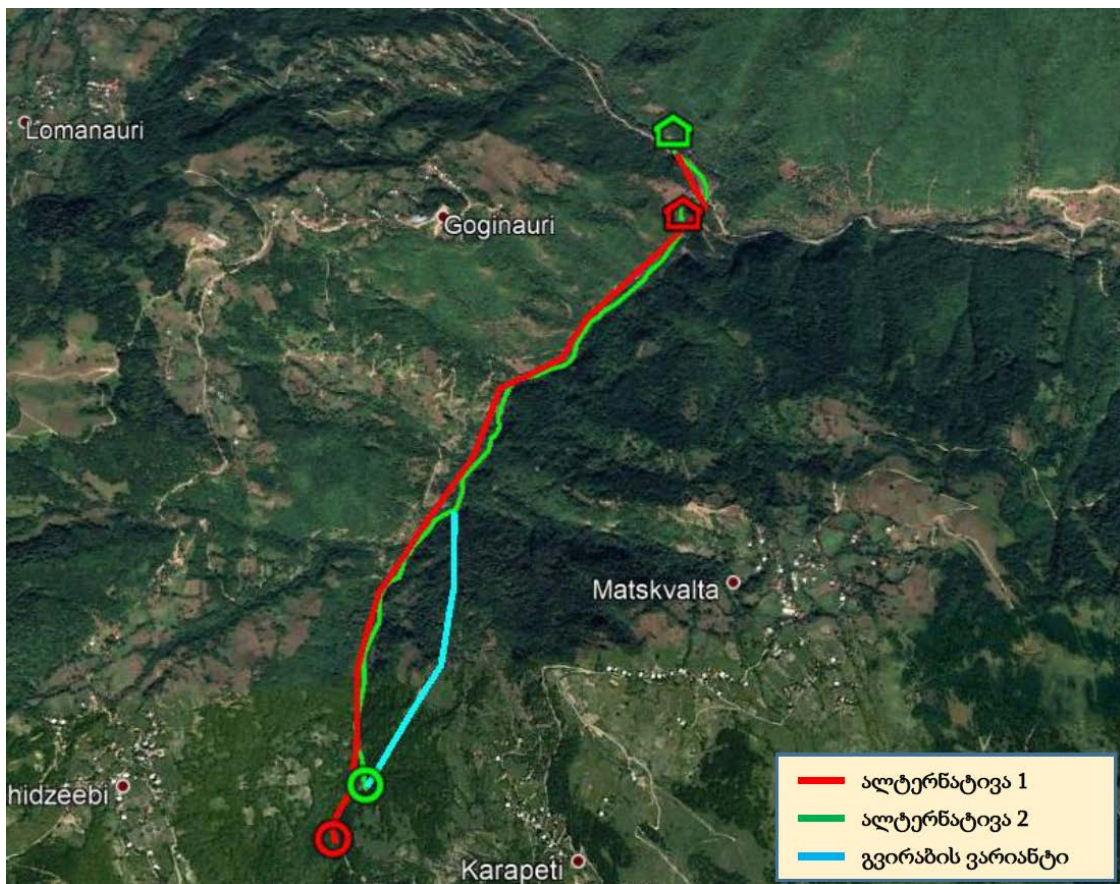 Lomanauri
Goginauri
Matskvalta
hidzeebi
Karapeti
ალტერნატივა 1
ალტერნატივა 2
გვირაბის ვარიანტი